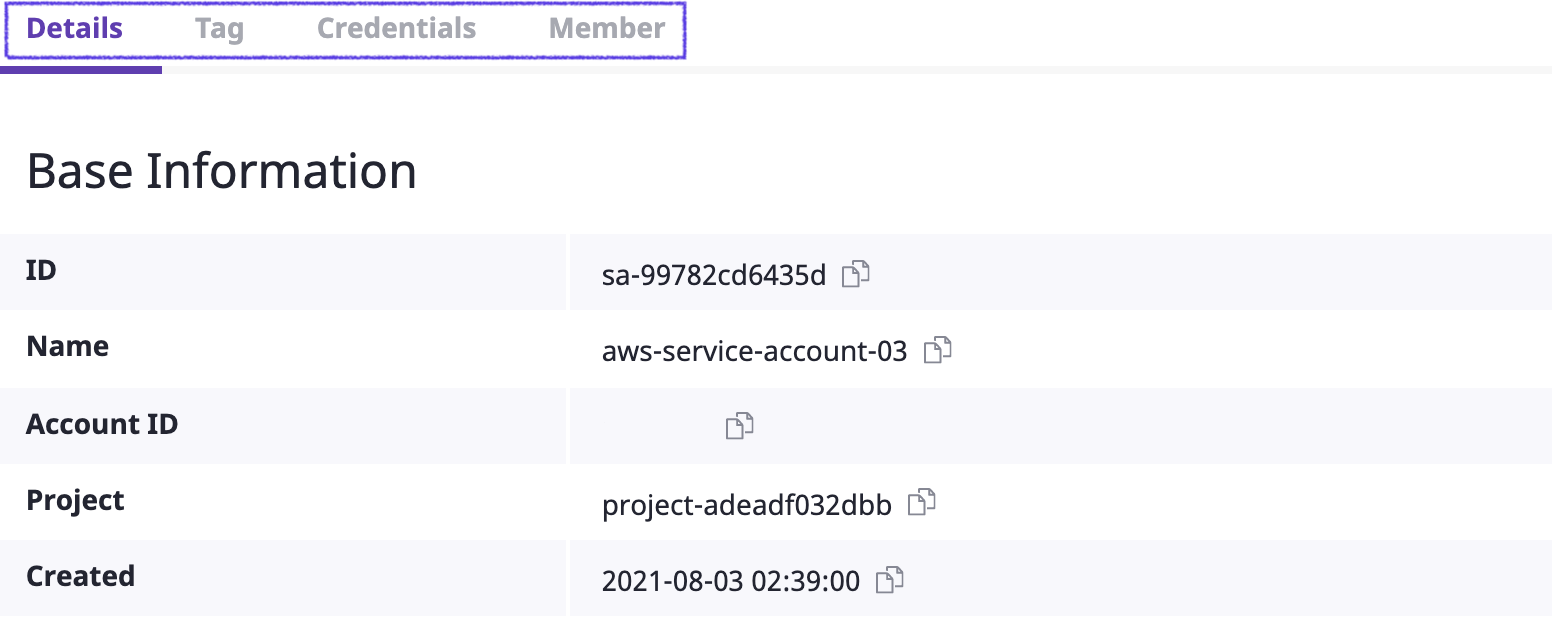 Details Tag Credentials Member
Base Information
ID sa-99782cd6435d
Name aws-service-account-03
Account ID
Project project-adeadf032dbb
Created 2021-08-03 02:39:00